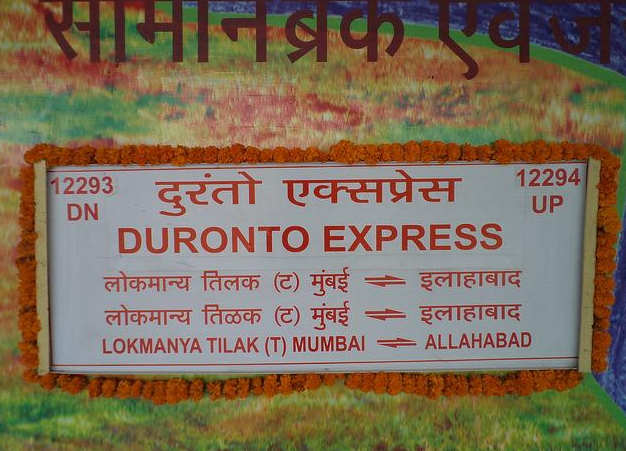 सामानब्रेक एवं
12293 DN
दुरंतो एक्सप्रेस
12294 UP
DURONTO EXPRESS
लोकमान्य तिलक (ट) मुंबई ⇌ इलाहाबाद
लोकमान्य तिळक (ट) मुंबई ⇌ इलाहाबाद
LOKMANYA TILAK (T) MUMBAI ⇌ ALLAHABAD